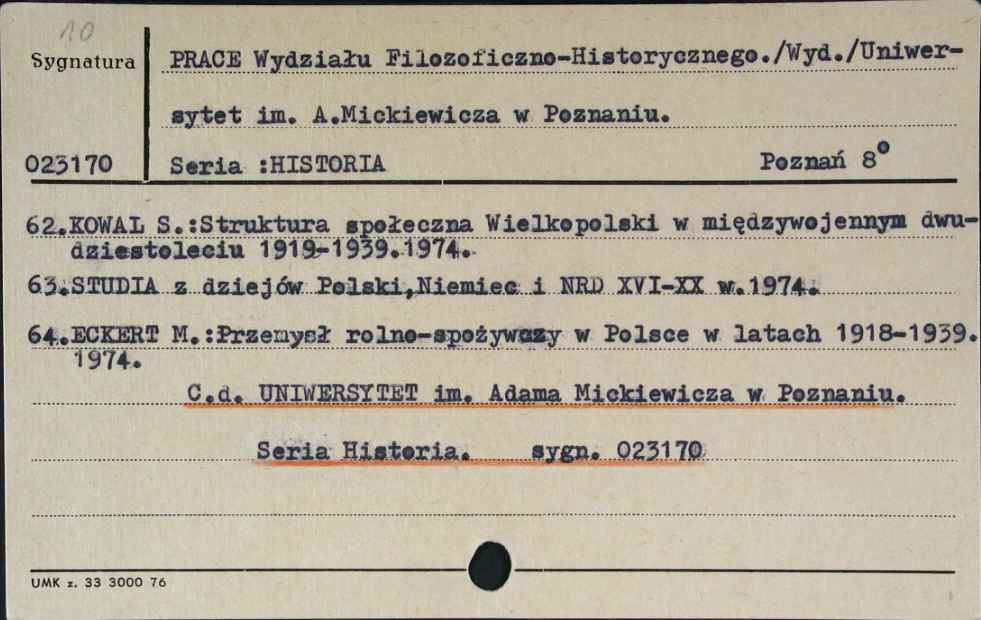 10
Sygnatura
PRACE Wydziału Filozoficzno-Historycznego./Wyd./Uniwer-
sytet im. A.Mickiewicza w Poznaniu.
023170 Seria :HISTORIA Poznań 8°
62.KOWAL S.:Struktura społeczna Wielkopolski w międzywojennym dwu-
dziestoleciu 1919-1939.1974.
63.STUDIA z dziejów Polski,Niemiec i NRD XVI-XX w.1974.
64.ECKERT M.:Przemysł rolno-spożywczy w Polsce w latach 1918-1939.
1974.
C.d. UNIWERSYTET im. Adama Mickiewicza w Poznaniu.
Seria Historia. sygn. 023170
UMK z. 33 3000 76